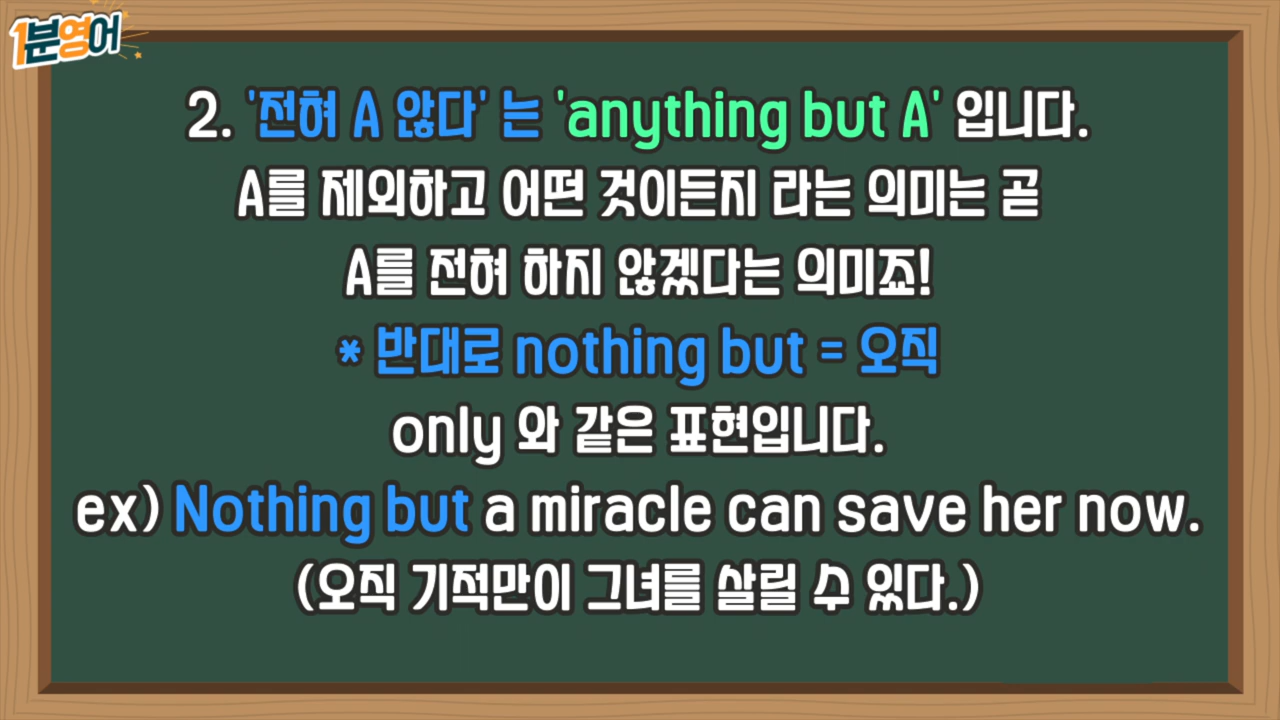 1분영어
2. '전혀 A 않다' 는 'anything but A' 입니다.
A를 제외하고 어떤 것이든지 라는 의미는 곧
A를 전혀 하지 않겠다는 의미죠!
* 반대로 nothing but = 오직
only 와 같은 표현입니다.
ex) Nothing but a miracle can save her now.
(오직 기적만이 그녀를 살릴 수 있다.)